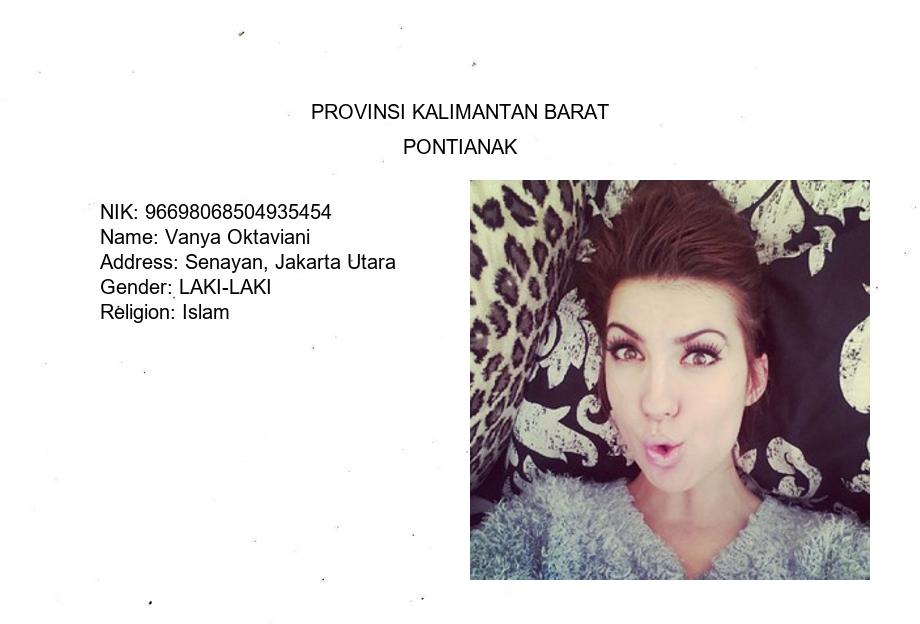 PROVINSI KALIMANTAN BARAT
PONTIANAK
NIK: 96698068504935454
Name: Vanya Oktaviani
Address: Senayan, Jakarta Utara
Gender: LAKI-LAKI
Religion: Islam